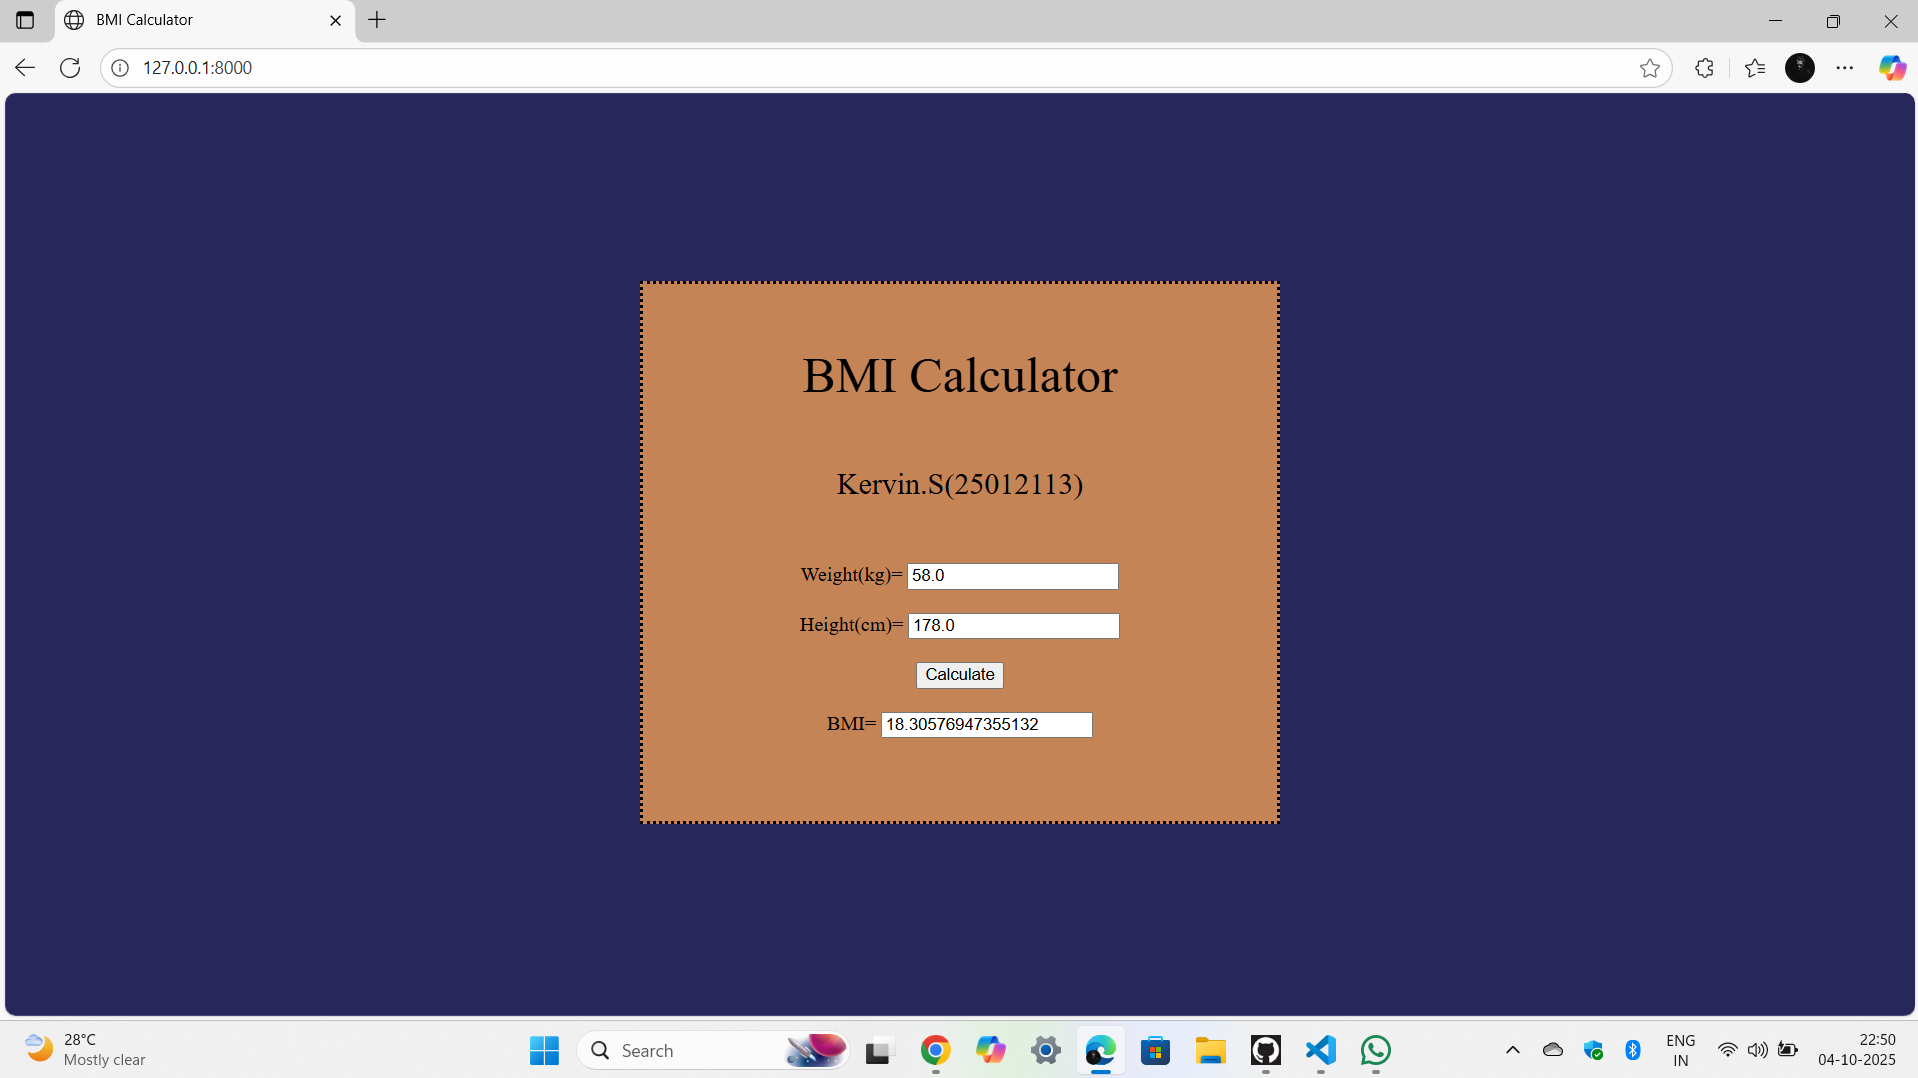 BMI Calculator
127.0.0.1:8000
BMI Calculator
Kervin.S(25012113)
Weight(kg)= 58.0
Height(cm)= 178.0
Calculate
BMI= 18.30576947355132
28°C
Mostly clear
Search
ENG
IN
22:50
04-10-2025